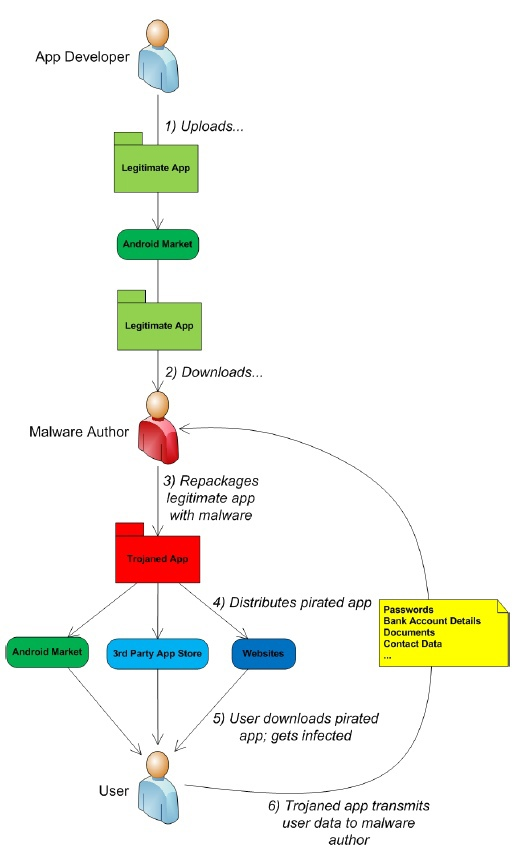 App Developer
1) Uploads...
Legitimate App
Android Market
Legitimate App
2) Downloads...
Malware Author
3) Repackages
legitimate app
with malware
Trojaned App
4) Distributes pirated app
Passwords
Bank Account Details
Documents
Contact Data
...
Android Market
3rd Party App Store
Websites
5) User downloads pirated
app; gets infected
User
6) Trojaned app transmits
user data to malware
author